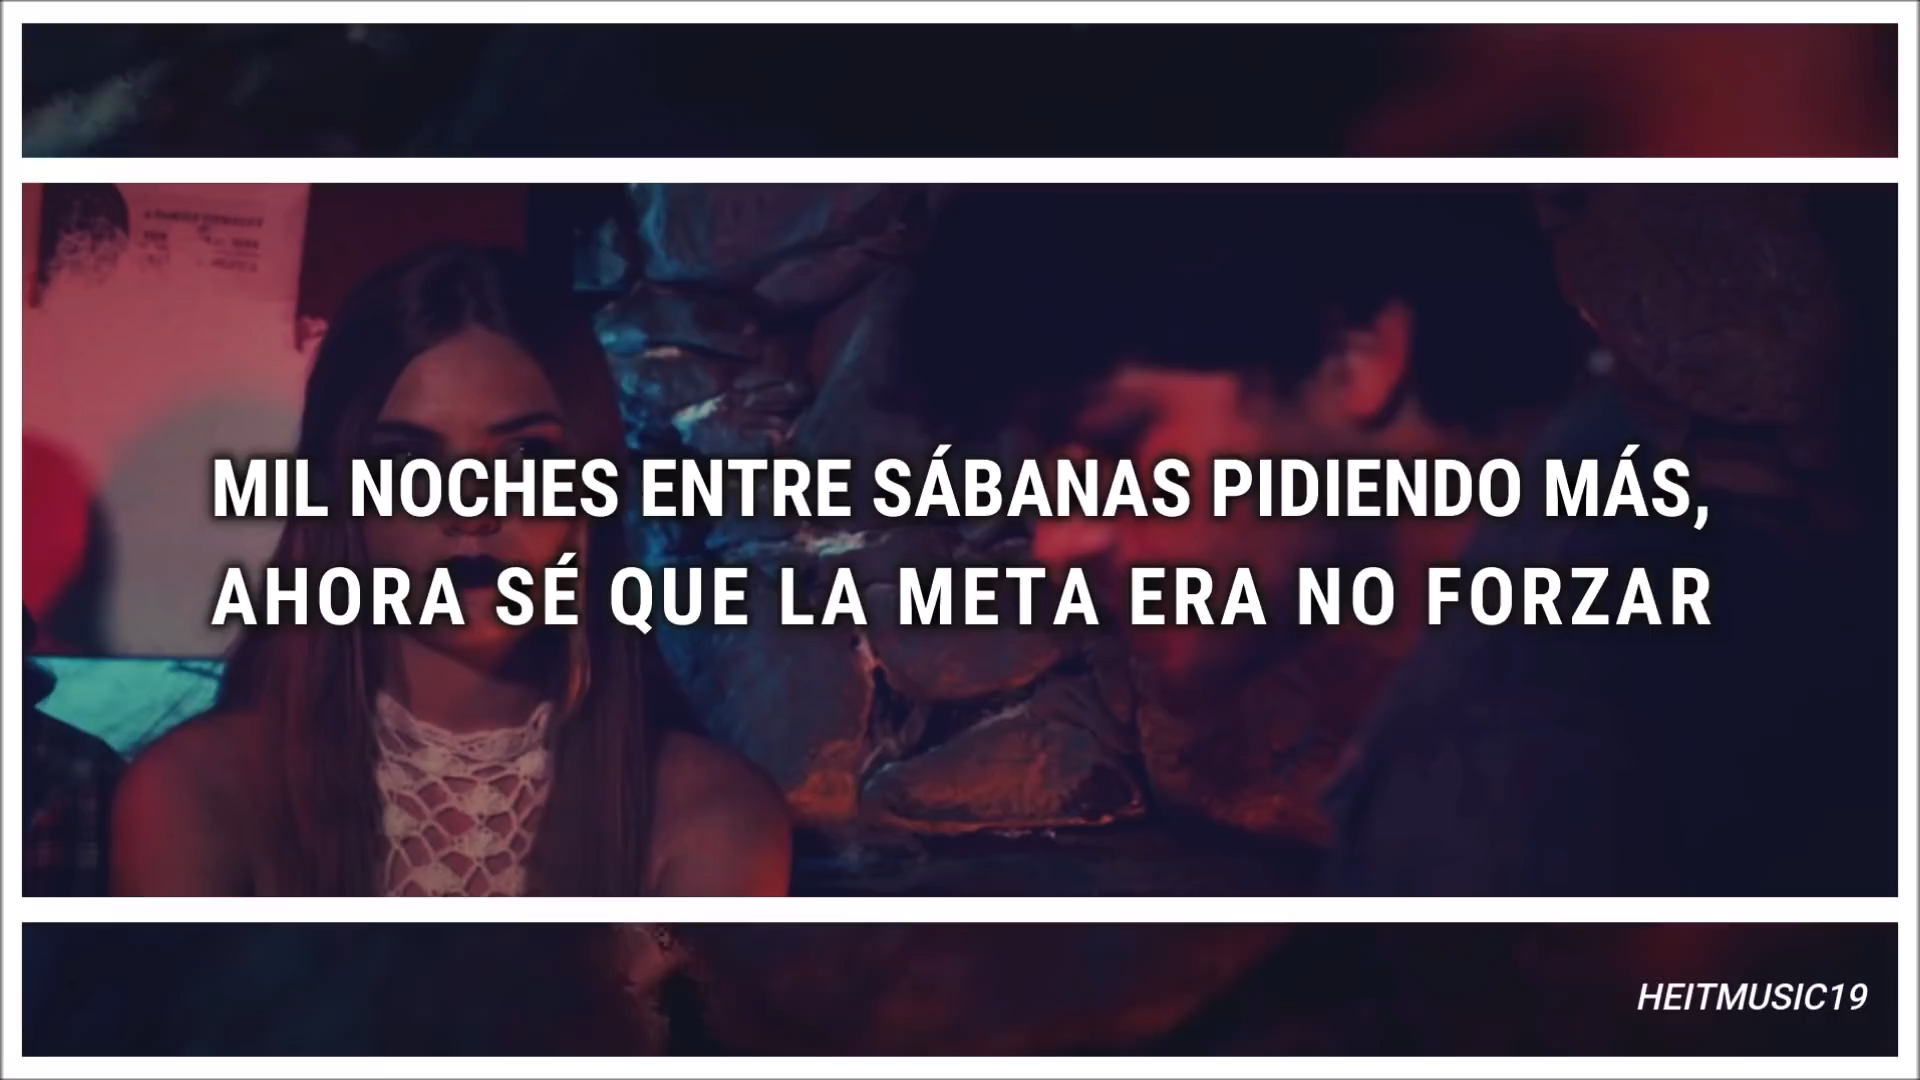 MIL NOCHES ENTRE SÁBANAS PIDIENDO MÁS,
AHORA SÉ QUE LA META ERA NO FORZAR
HEITMUSIC19